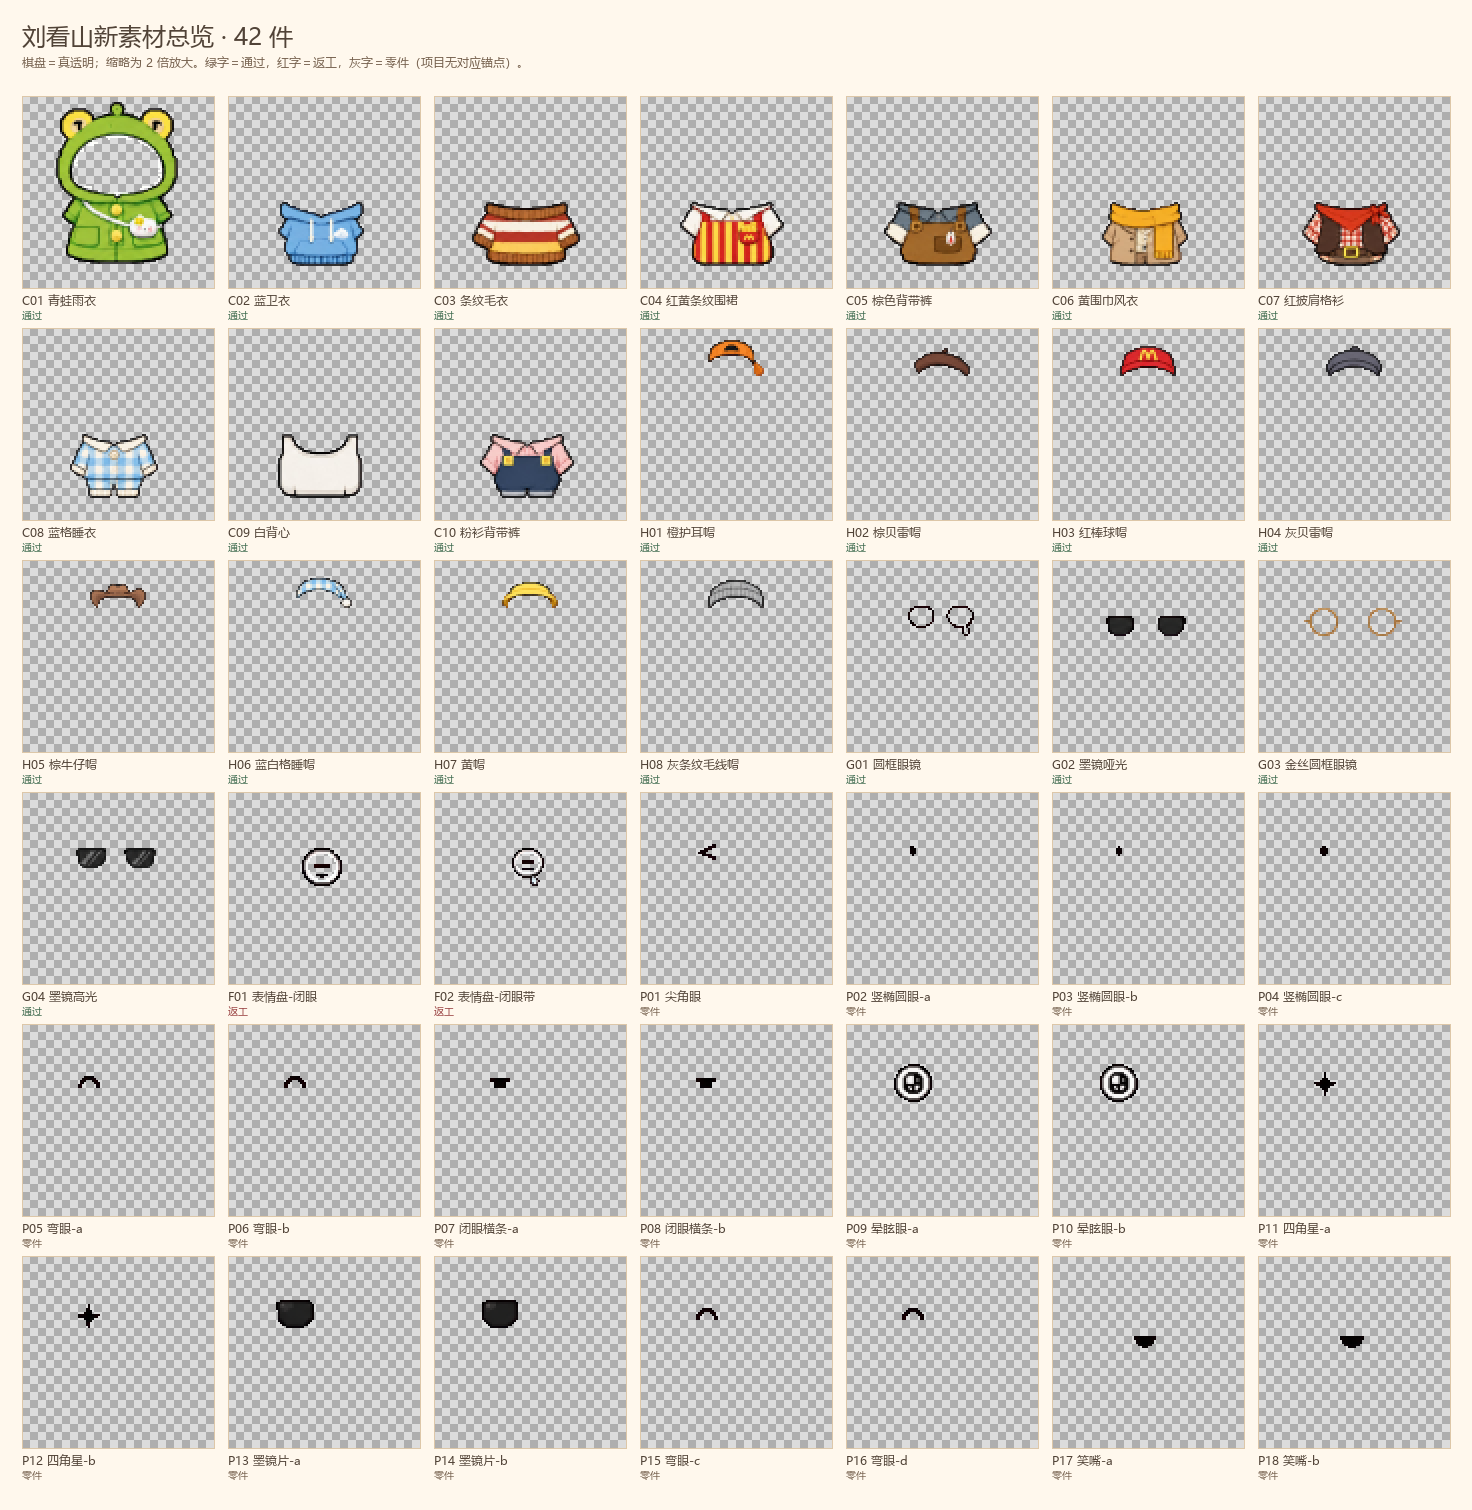 刘看山新素材总览 · 42 件
棋盘＝真透明；缩略为 2 倍放大。绿字＝通过，红字＝返工，灰字＝零件（项目无对应锚点）。
C01 青蛙雨衣
通过
C02 蓝卫衣
通过
C03 条纹毛衣
通过
C04 红黄条纹围裙
通过
C05 棕色背带裤
通过
C06 黄围巾风衣
通过
C07 红披肩格衫
通过
C08 蓝格睡衣
通过
C09 白背心
通过
C10 粉衫背带裤
通过
H01 橙护耳帽
通过
H02 棕贝雷帽
通过
H03 红棒球帽
通过
H04 灰贝雷帽
通过
H05 棕牛仔帽
通过
H06 蓝白格睡帽
通过
H07 黄帽
通过
H08 灰条纹毛线帽
通过
G01 圆框眼镜
通过
G02 墨镜哑光
通过
G03 金丝圆框眼镜
通过
G04 墨镜高光
通过
F01 表情盘-闭眼
返工
F02 表情盘-闭眼带
返工
P01 尖角眼
零件
P02 竖椭圆眼-a
零件
P03 竖椭圆眼-b
零件
P04 竖椭圆眼-c
零件
P05 弯眼-a
零件
P06 弯眼-b
零件
P07 闭眼横条-a
零件
P08 闭眼横条-b
零件
P09 晕眩眼-a
零件
P10 晕眩眼-b
零件
P11 四角星-a
零件
P12 四角星-b
零件
P13 墨镜片-a
零件
P14 墨镜片-b
零件
P15 弯眼-c
零件
P16 弯眼-d
零件
P17 笑嘴-a
零件
P18 笑嘴-b
零件